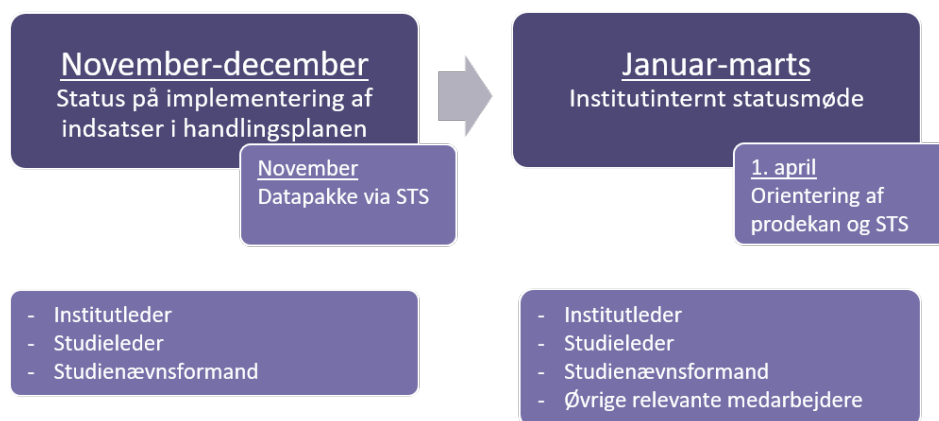 November-december
Status på implementering af
indsatser i handlingsplanen
November
Datapakke via STS
Januar-marts
Institutinternt statusmøde
1. april
Orientering af
prodekan og STS
- Institutleder
- Studieleder
- Studienævnsformand
- Institutleder
- Studieleder
- Studienævnsformand
- Øvrige relevante medarbejdere